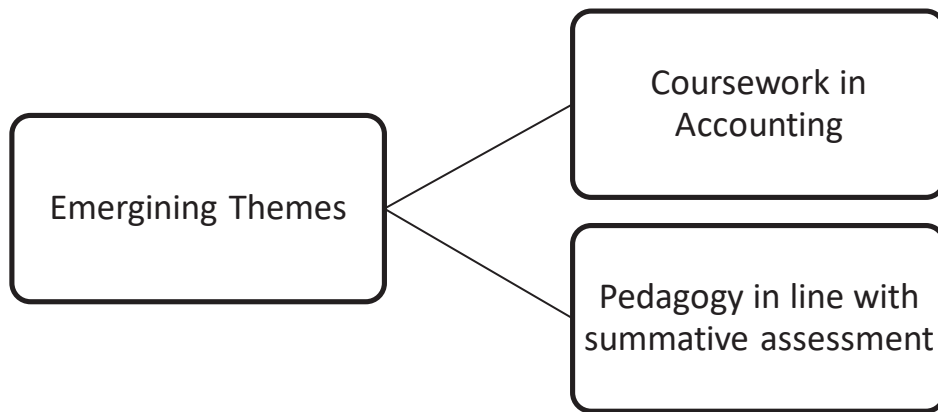 Emergining Themes
Coursework in
Accounting
Pedagogy in line with
summative assessment